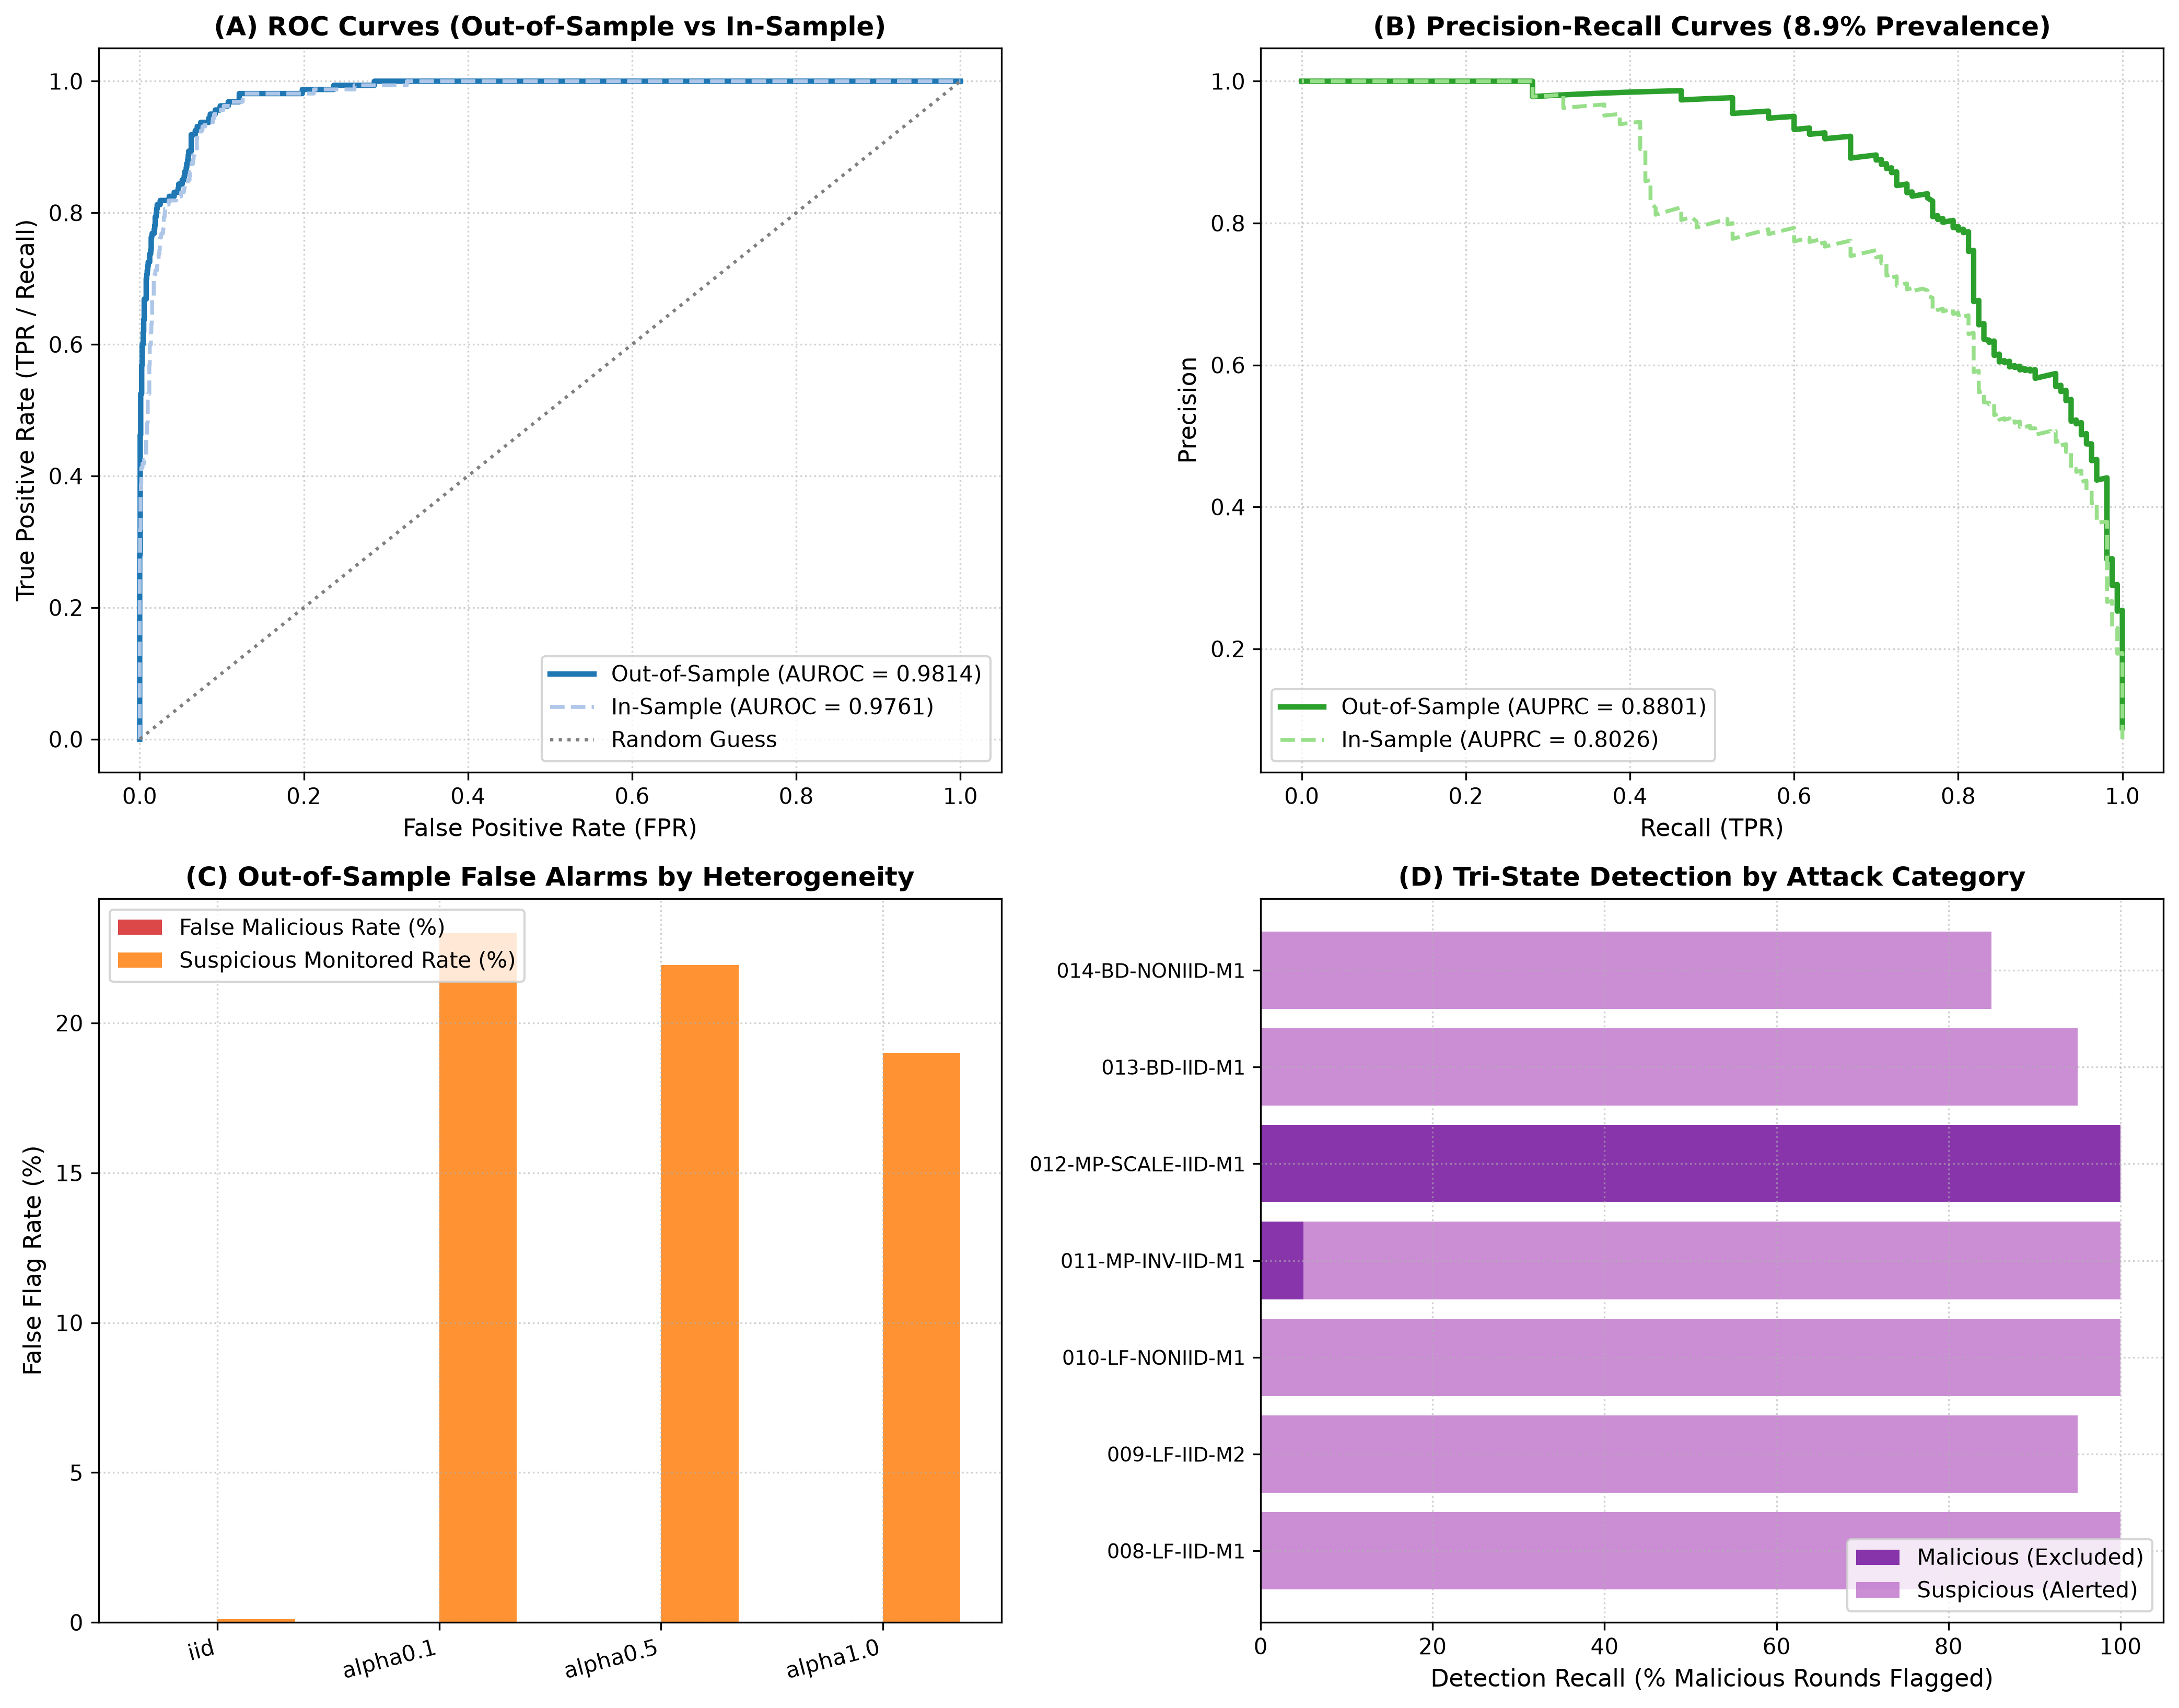 (A) ROC Curves (Out-of-Sample vs In-Sample)
True Positive Rate (TPR / Recall)
1.0
0.8
0.6
0.4
0.2
0.0
Out-of-Sample (AUROC = 0.9814)
In-Sample (AUROC = 0.9761)
Random Guess
0.0 0.2 0.4 0.6 0.8 1.0
False Positive Rate (FPR)
(B) Precision-Recall Curves (8.9% Prevalence)
Precision
1.0
0.8
0.6
0.4
0.2
Out-of-Sample (AUPRC = 0.8801)
In-Sample (AUPRC = 0.8026)
0.0 0.2 0.4 0.6 0.8 1.0
Recall (TPR)
(C) Out-of-Sample False Alarms by Heterogeneity
False Malicious Rate (%)
Suspicious Monitored Rate (%)
False Flag Rate (%)
20
15
10
5
0
iid alpha0.1 alpha0.5 alpha1.0
(D) Tri-State Detection by Attack Category
014-BD-NONIID-M1
013-BD-IID-M1
012-MP-SCALE-IID-M1
011-MP-INV-IID-M1
010-LF-NONIID-M1
009-LF-IID-M2
008-LF-IID-M1
Malicious (Excluded)
Suspicious (Alerted)
0 20 40 60 80 100
Detection Recall (% Malicious Rounds Flagged)